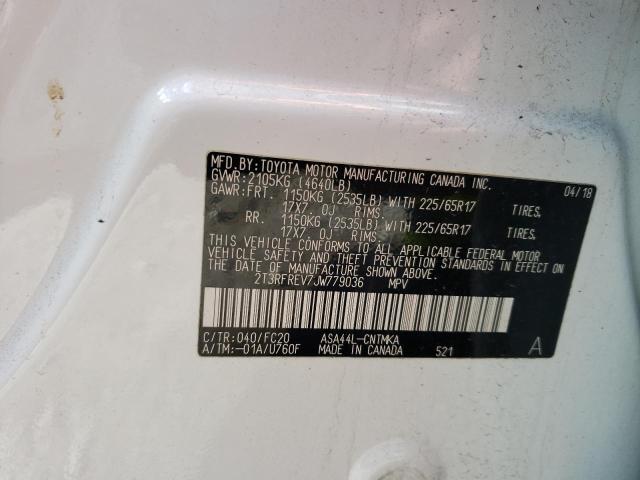 MFD.BY:TOYOTA MOTOR MANUFACTURING CANADA INC. 04/18
GVWR:2105KG (4640LB)
GAWR:FRT. 1150KG (2535LB) WITH 225/65R17 TIRES.
17X7.0J RIMS.
RR. 1150KG (2535LB) WITH 225/65R17 TIRES.
17X7.0J RIMS.
THIS VEHICLE CONFORMS TO ALL APPLICABLE FEDERAL MOTOR
VEHICLE SAFETY AND THEFT PREVENTION STANDARDS IN EFFECT ON
THE DATE OF MANUFACTURE SHOWN ABOVE.
2T3RFREV7JW779036 MPV
C/TR:040/FC20 ASA44L-CNTMKA
A/TM:-01A/U760F MADE IN CANADA 521 A